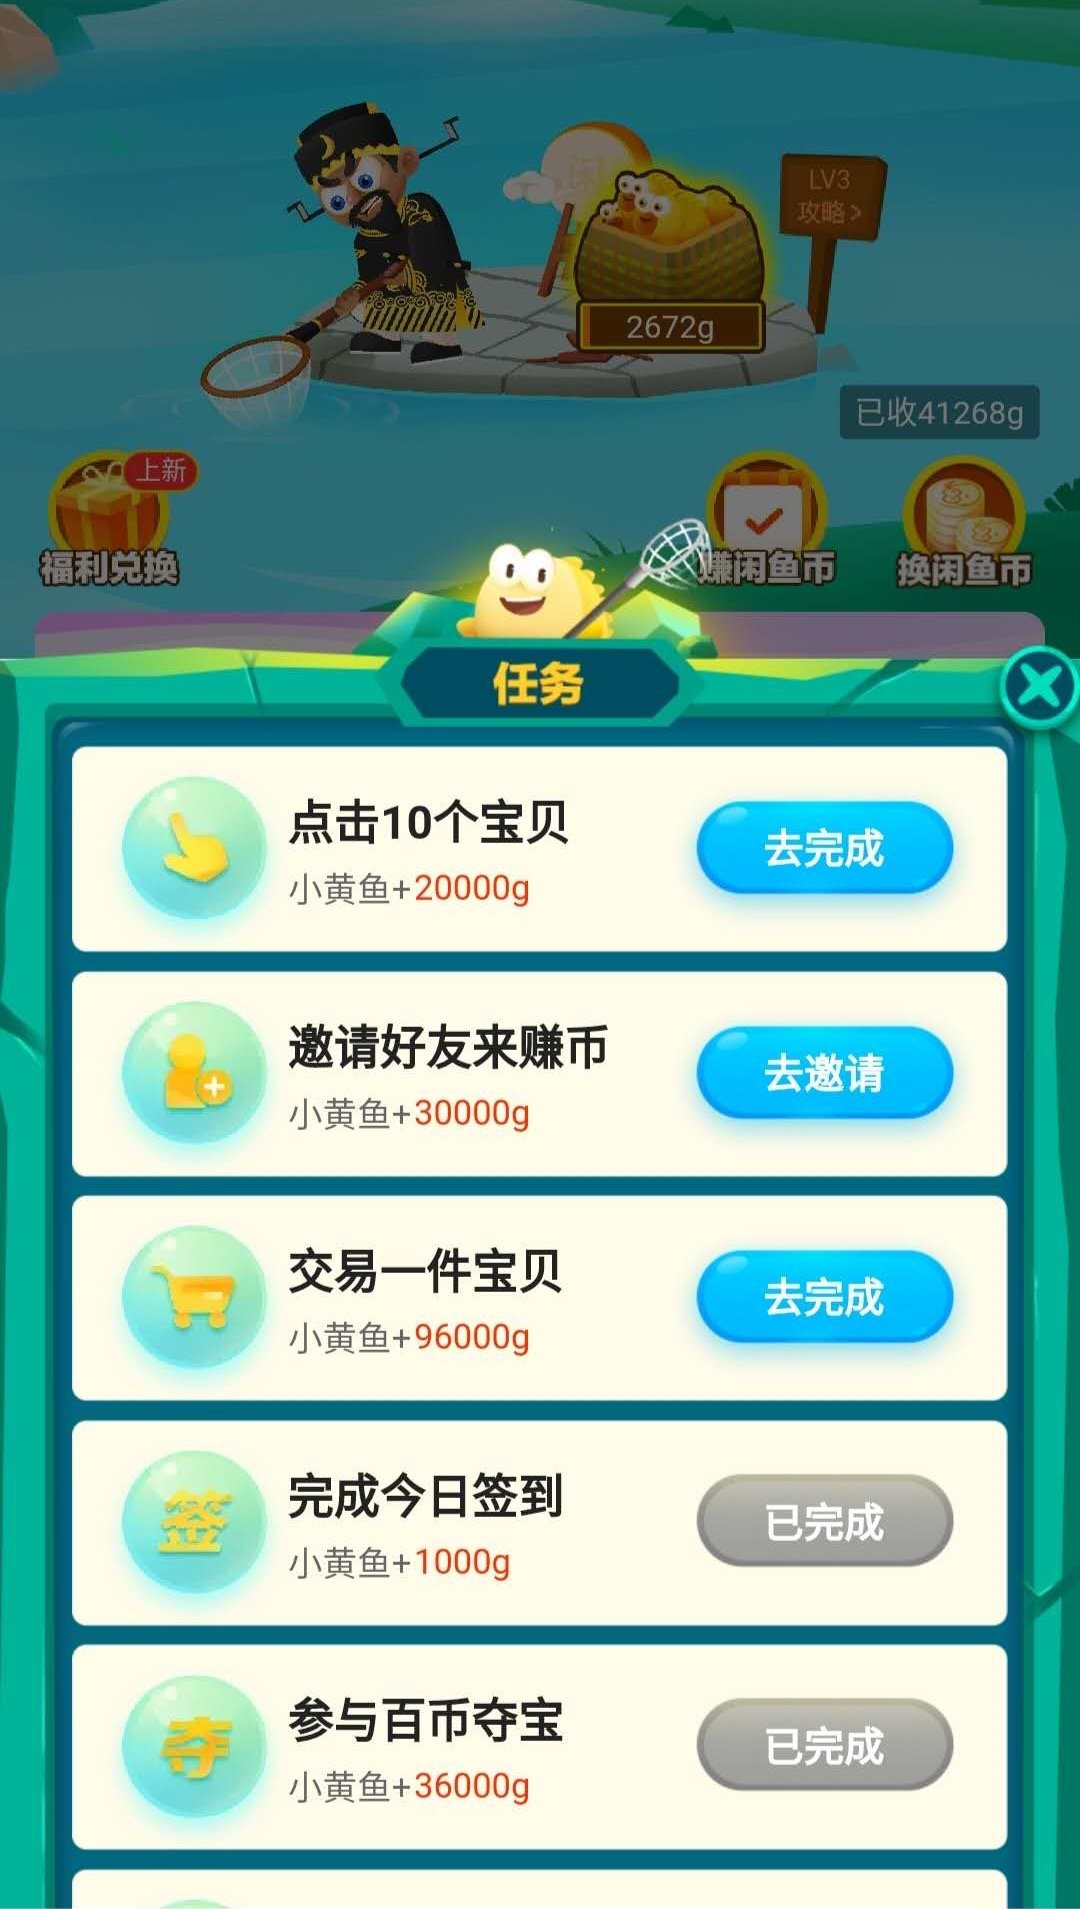 LV3
攻略>
2672g
已收41268g
上新
福利兑换
赚闲鱼币
换闲鱼币
任务
点击10个宝贝
小黄鱼+20000g
去完成
邀请好友来赚币
小黄鱼+30000g
去邀请
交易一件宝贝
小黄鱼+96000g
去完成
签
完成今日签到
小黄鱼+1000g
已完成
夺
参与百币夺宝
小黄鱼+36000g
已完成